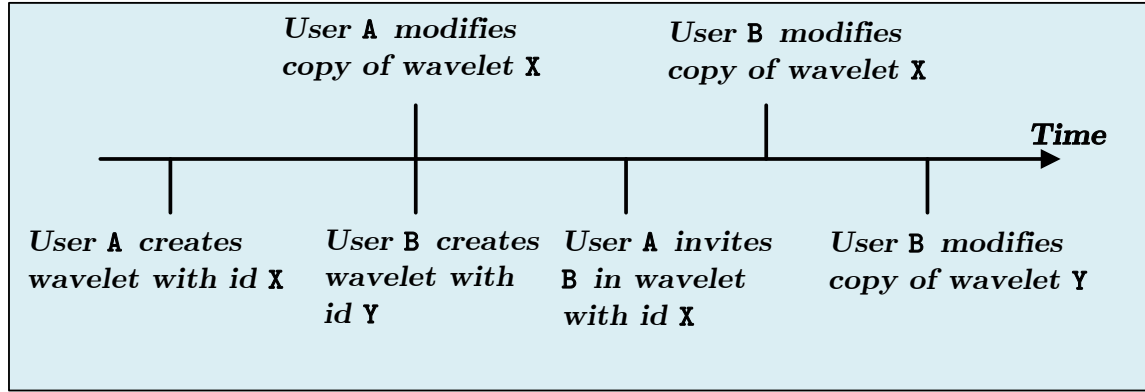 User A modifies
copy of wavelet X
User B modifies
copy of wavelet X
Time
User A creates
wavelet with id X
User B creates
wavelet with
id Y
User A invites
B in wavelet
with id X
User B modifies
copy of wavelet Y